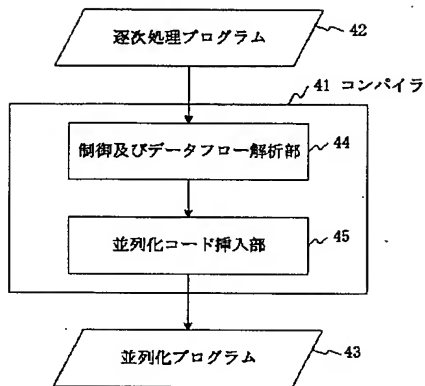 逐次処理プログラム
42
41 コンパイラ
制御及びデータフロー解析部
44
並列化コード挿入部
45
並列化プログラム
43